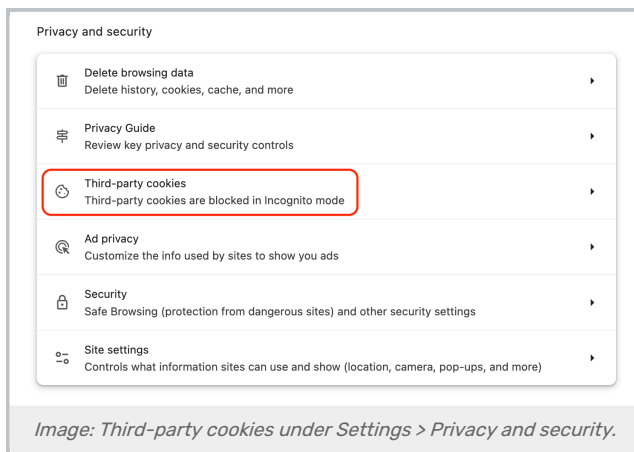 Privacy and security
Delete browsing data
Delete history, cookies, cache, and more
Privacy Guide
Review key privacy and security controls
Third-party cookies
Third-party cookies are blocked in Incognito mode
Ad privacy
Customize the info used by sites to show you ads
Security
Safe Browsing (protection from dangerous sites) and other security settings
Site settings
Controls what information sites can use and show (location, camera, pop-ups, and more)
Image: Third-party cookies under Settings > Privacy and security.